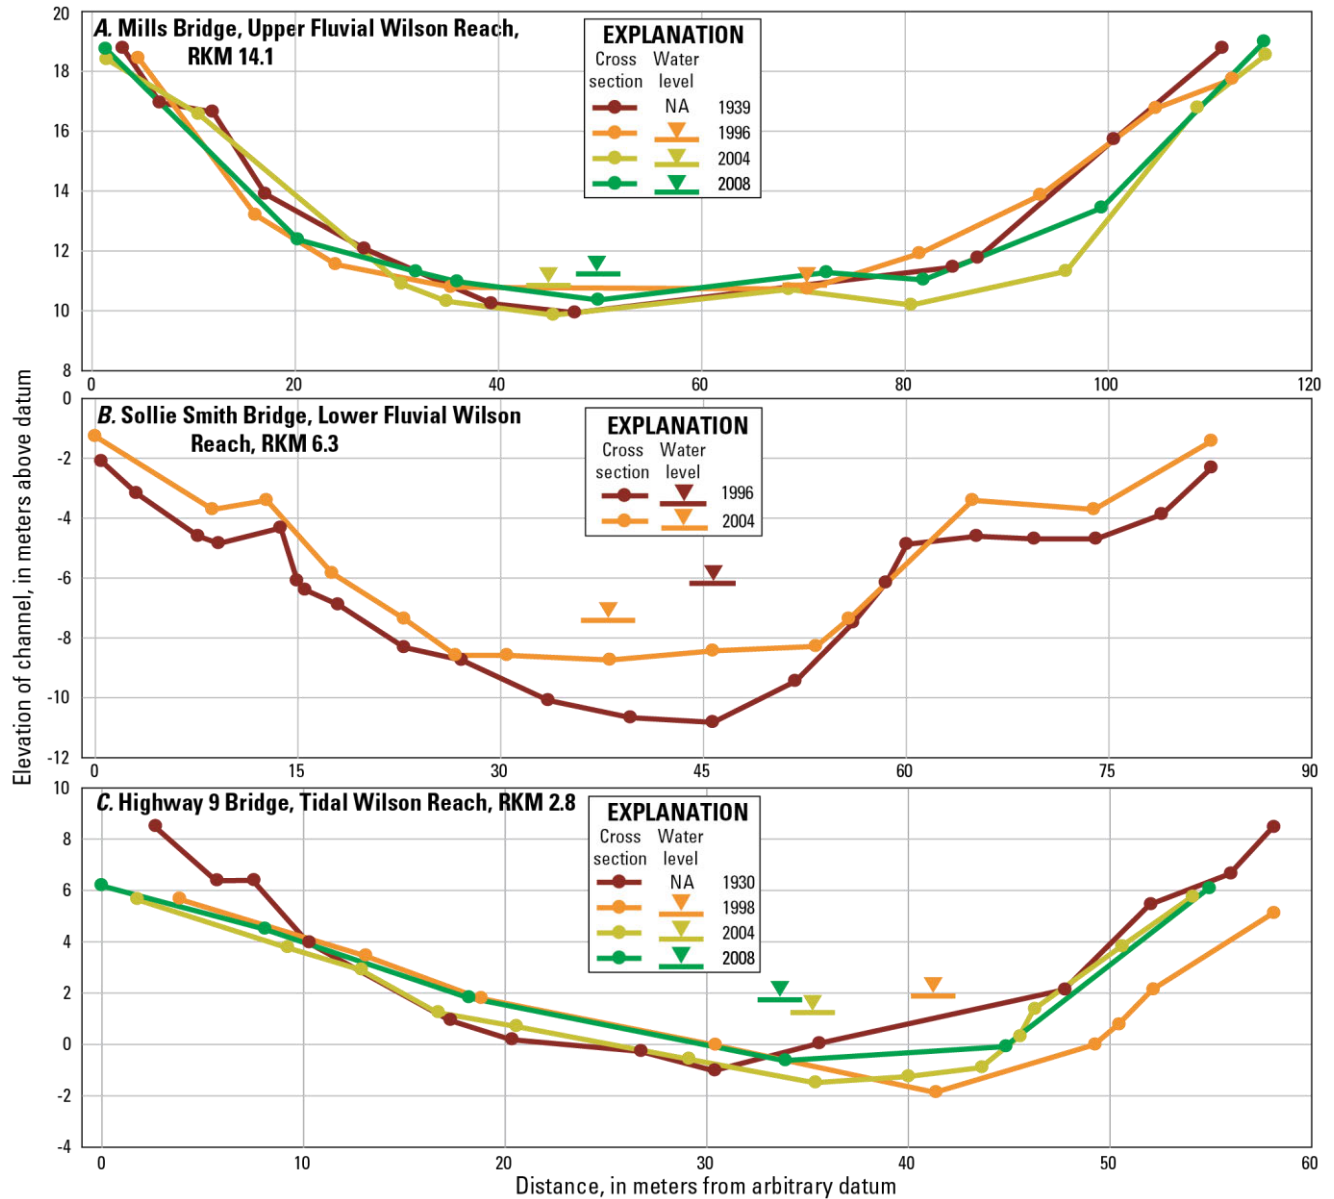 A. Mills Bridge, Upper Fluvial Wilson Reach,
RKM 14.1
EXPLANATION
Cross section Water level
NA 1939
1996
2004
2008
20
18
16
14
12
10
8
0 20 40 60 80 100 120
B. Sollie Smith Bridge, Lower Fluvial Wilson
Reach, RKM 6.3
EXPLANATION
Cross section Water level
1996
2004
0
-2
-4
-6
-8
-10
-12
0 15 30 45 60 75 90
C. Highway 9 Bridge, Tidal Wilson Reach, RKM 2.8
EXPLANATION
Cross section Water level
NA 1930
1998
2004
2008
10
8
6
4
2
0
-2
-4
0 10 20 30 40 50 60
Elevation of channel, in meters above datum
Distance, in meters from arbitrary datum